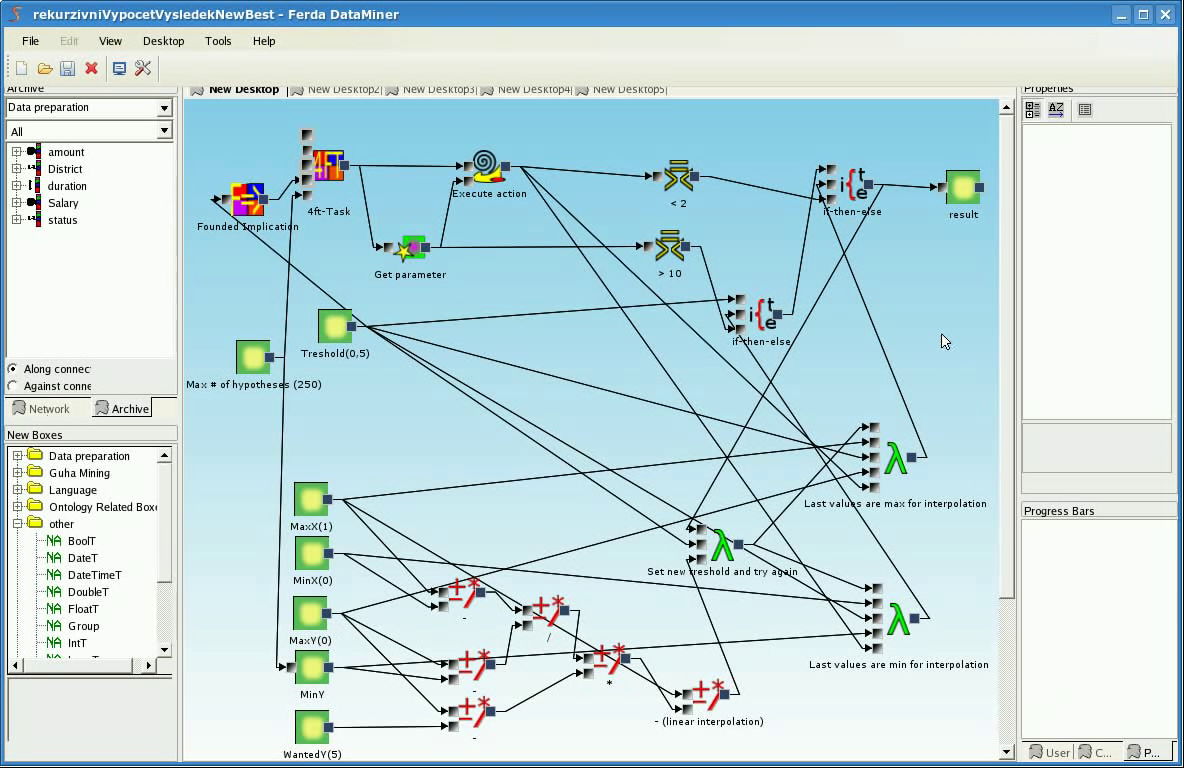 rekurzivniVypocetVysledekNewBest - Ferda DataMiner
File Edit View Desktop Tools Help
Archive
Data preparation
All
amount
District
duration
Salary
status
Along connec
Against conne
Network Archive
New Boxes
Data preparation
Guha Mining
Language
Ontology Related Boxe
other
BoolT
DateT
DateTimeT
DoubleT
FloatT
Group
IntT
New Desktop New Desktop2 New Desktop3 New Desktop4 New Desktop5
Founded Implication
4FT
4ft-Task
Execute action
Get parameter
< 2
> 10
i{te
if-then-else
result
i{te
if-then-else
Treshold(0,5)
Max # of hypotheses (250)
λ
Last values are max for interpolation
MaxX(1)
MinX(0)
MaxY(0)
MinY
WantedY(5)
-
/
-
*
-
- (linear interpolation)
λ
Set new treshold and try again
λ
Last values are min for interpolation
Properties
AZ
Progress Bars
User C... P...